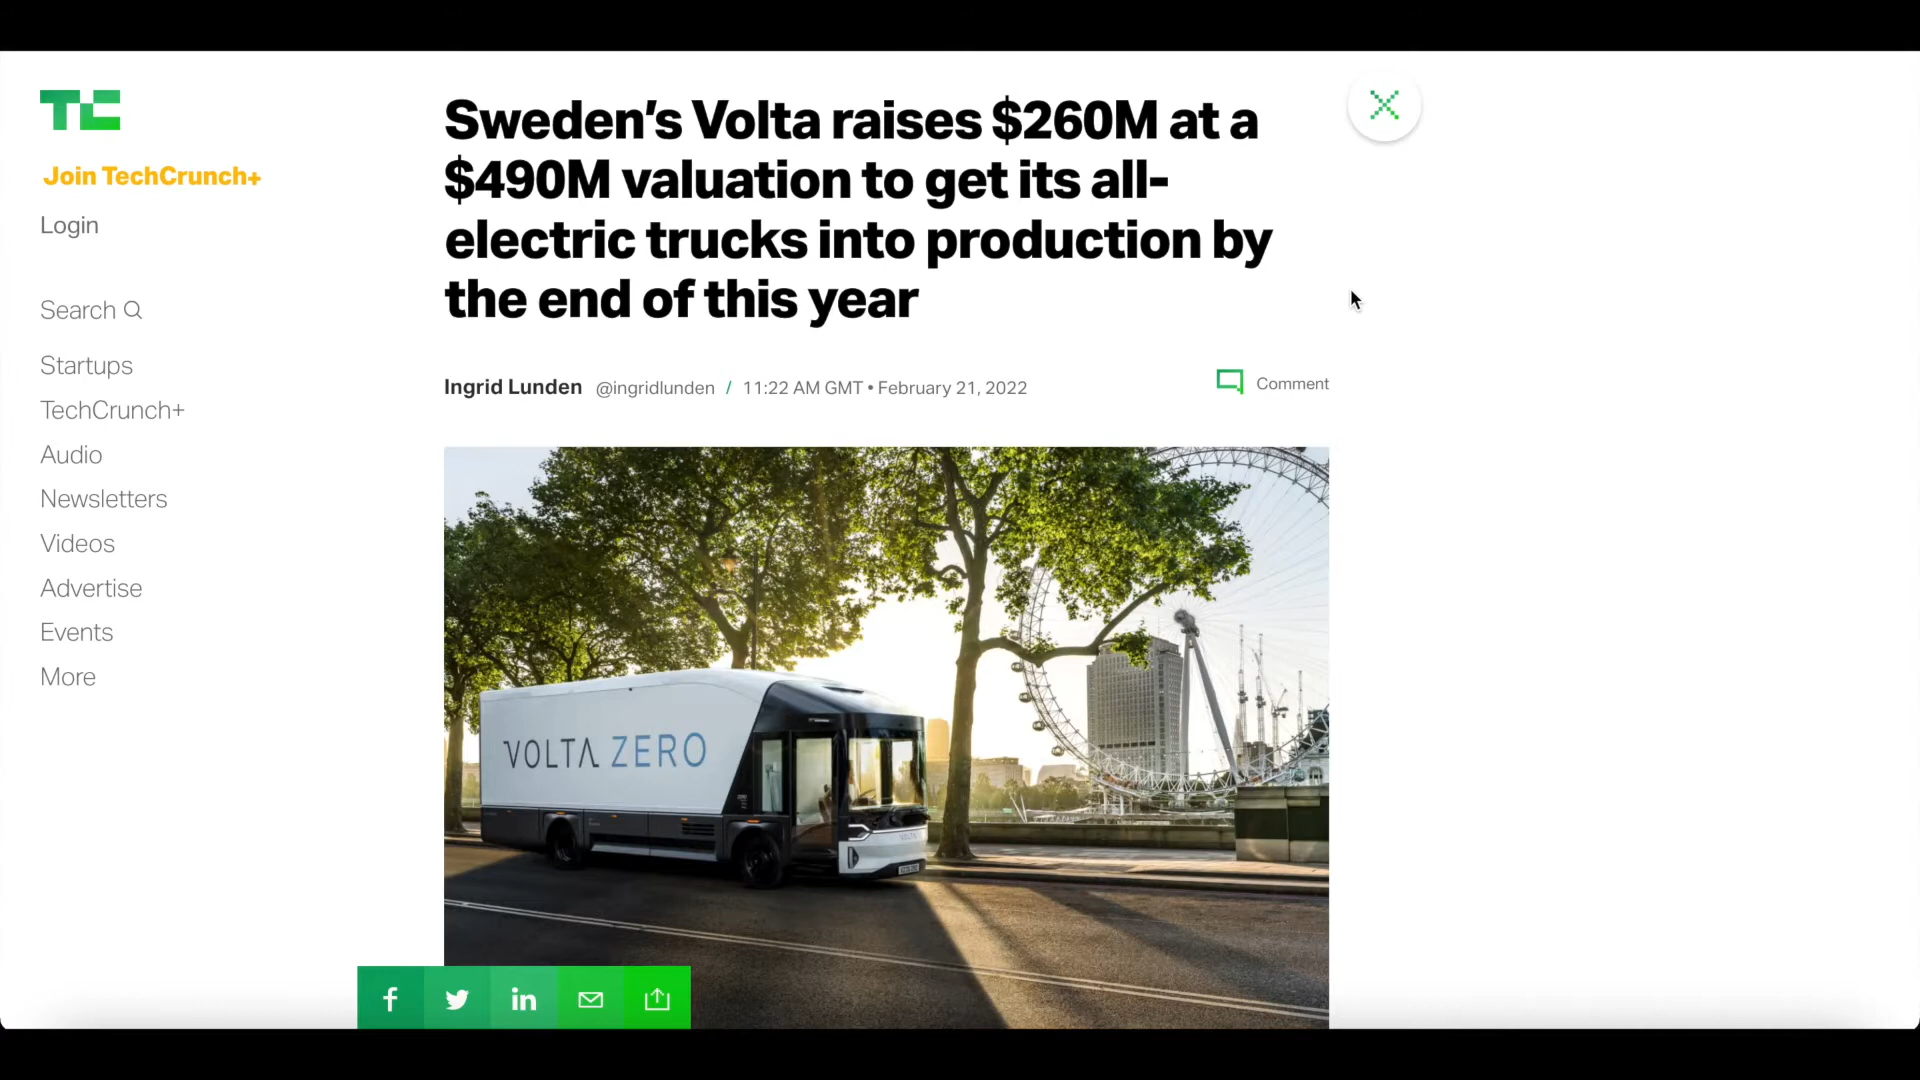 TC
Join TechCrunch+
Login
Search
Startups
TechCrunch+
Audio
Newsletters
Videos
Advertise
Events
More
Sweden's Volta raises $260M at a
$490M valuation to get its all-
electric trucks into production by
the end of this year
Ingrid Lunden @ingridlunden / 11:22 AM GMT • February 21, 2022
Comment
VOLTA ZERO
f in